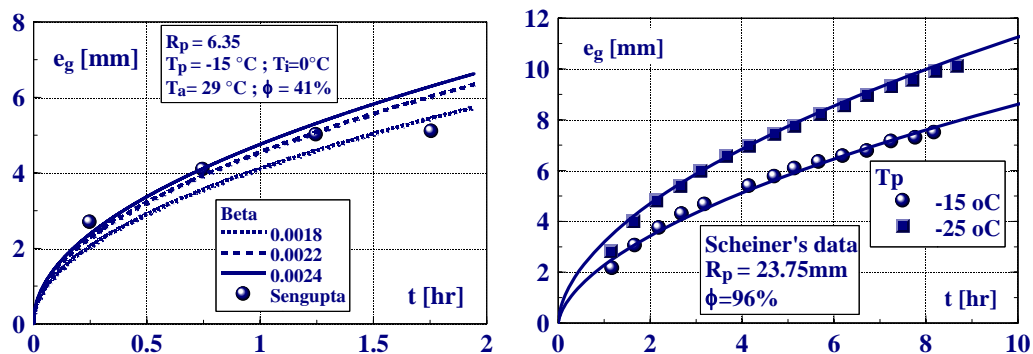 8
6
4
2
0
e_g [mm]
R_p = 6.35
T_p = -15 °C ; T_i=0°C
T_a= 29 °C ; ϕ = 41%
Beta
0.0018
0.0022
0.0024
Sengupta
t [hr]
0 0.5 1 1.5 2
12
10
8
6
4
2
0
e_g [mm]
Tp
-15 oC
-25 oC
Scheiner's data
R_p = 23.75mm
ϕ=96%
t [hr]
0 2 4 6 8 10